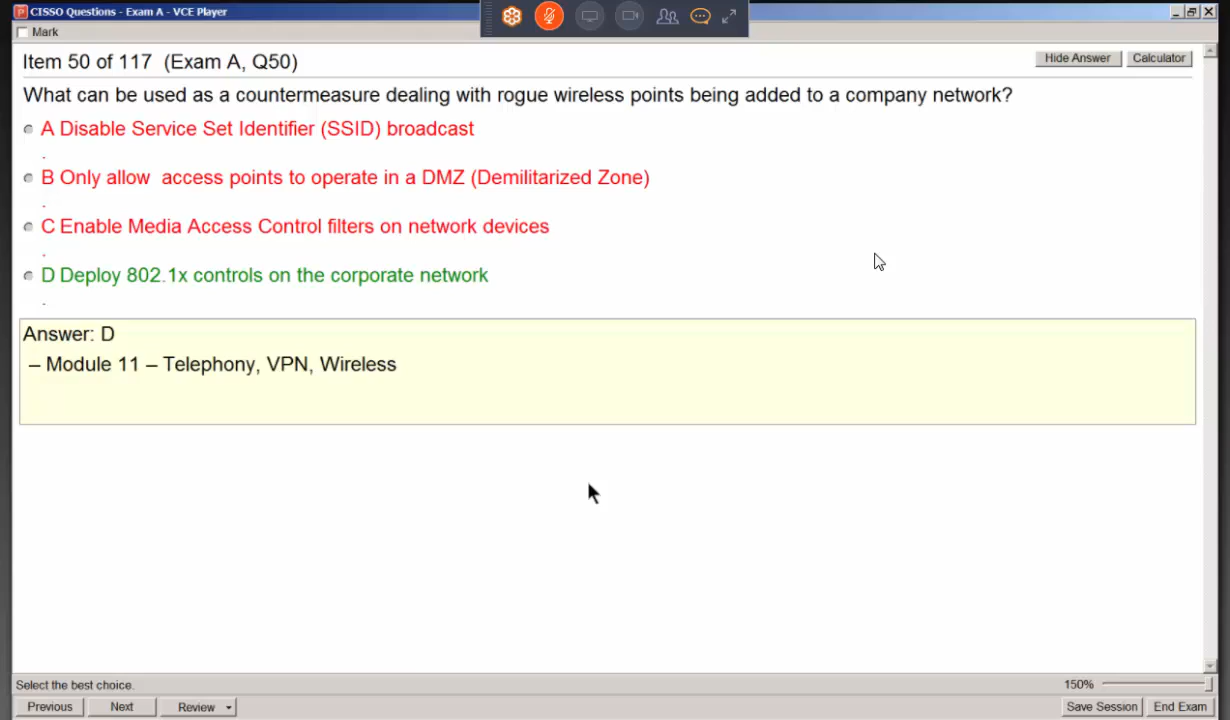 CISSO Questions - Exam A - VCE Player
Mark
Item 50 of 117 (Exam A, Q50)
Hide Answer
Calculator
What can be used as a countermeasure dealing with rogue wireless points being added to a company network?
A Disable Service Set Identifier (SSID) broadcast
.
B Only allow access points to operate in a DMZ (Demilitarized Zone)
.
C Enable Media Access Control filters on network devices
.
D Deploy 802.1x controls on the corporate network
.
Answer: D
– Module 11 – Telephony, VPN, Wireless
Select the best choice.
150%
Previous
Next
Review
Save Session
End Exam